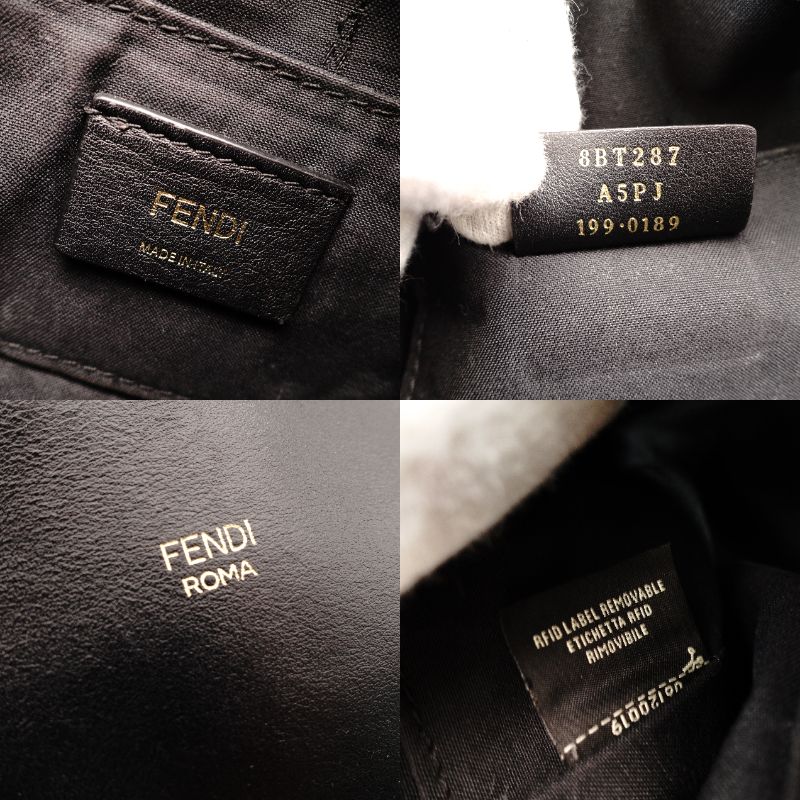 FENDI
MADE IN ITALY
8BT287
A5PJ
199·0189
FENDI
ROMA
RFID LABEL REMOVABLE
ETICHETTA RFID
RIMOVIBILE